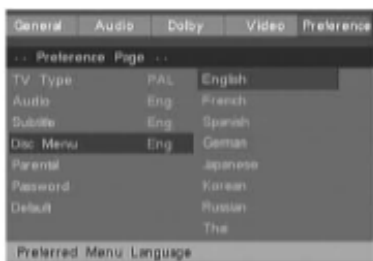 General Audio Dolby Video Preference
.. Preference Page ..
TV Type PAL English
Audio Eng French
Subtitle Eng Spanish
Disc Menu Eng German
Parental Japanese
Password Korean
Default Russian
Thai
Preferred Menu Language